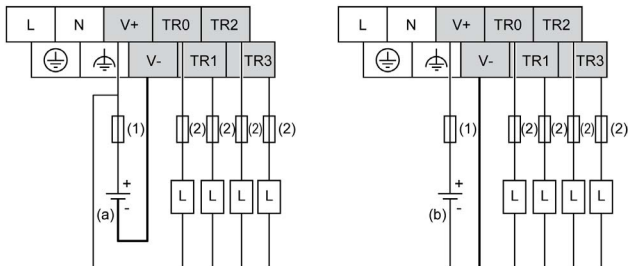 L N V+ TR0 TR2
V- TR1 TR3
(1) (2) (2) (2) (2)
+
(a) - L L L L
L N V+ TR0 TR2
V- TR1 TR3
(1) (2) (2) (2) (2)
+
(b) - L L L L